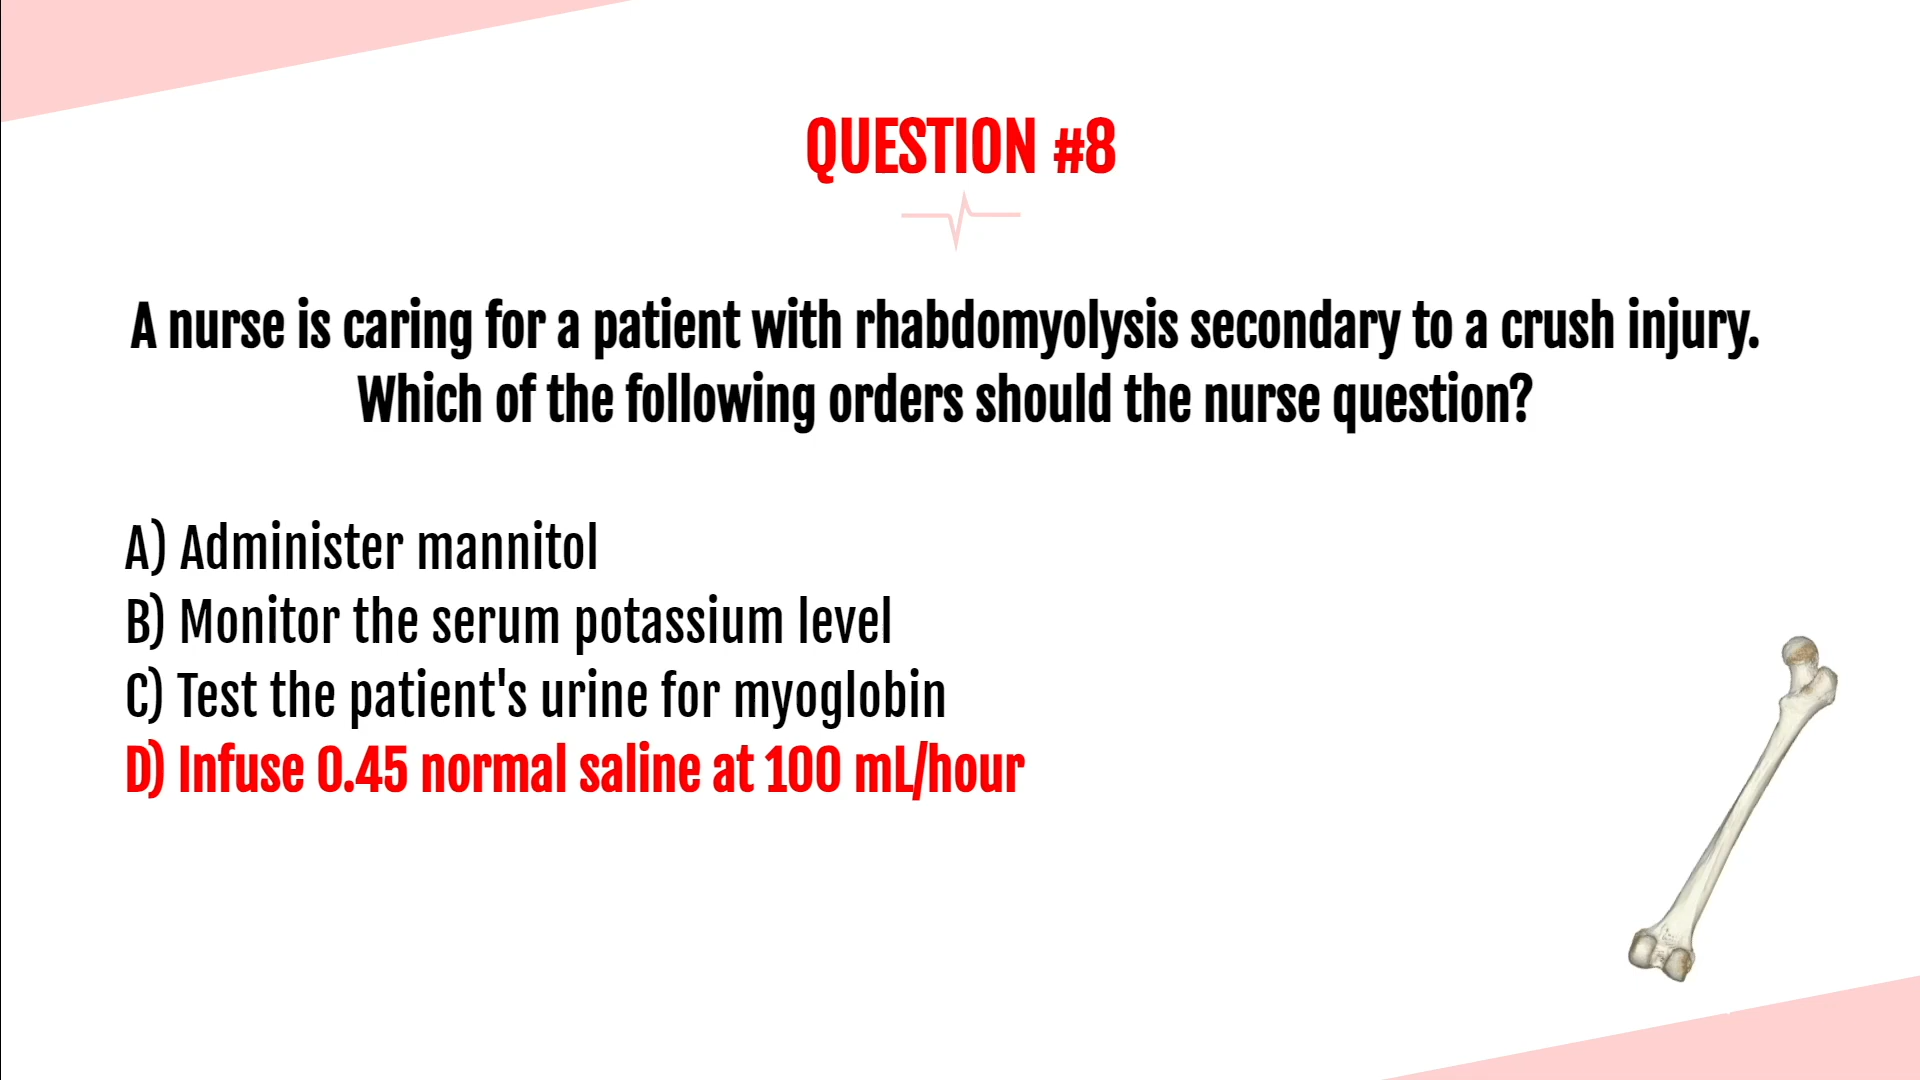 QUESTION #8
A nurse is caring for a patient with rhabdomyolysis secondary to a crush injury.
Which of the following orders should the nurse question?
A) Administer mannitol
B) Monitor the serum potassium level
C) Test the patient's urine for myoglobin
D) Infuse 0.45 normal saline at 100 mL/hour